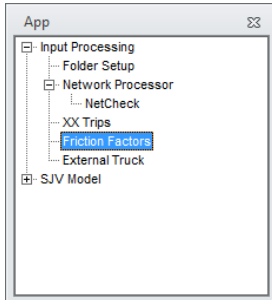 App
Input Processing
Folder Setup
Network Processor
NetCheck
XX Trips
Friction Factors
External Truck
SJV Model